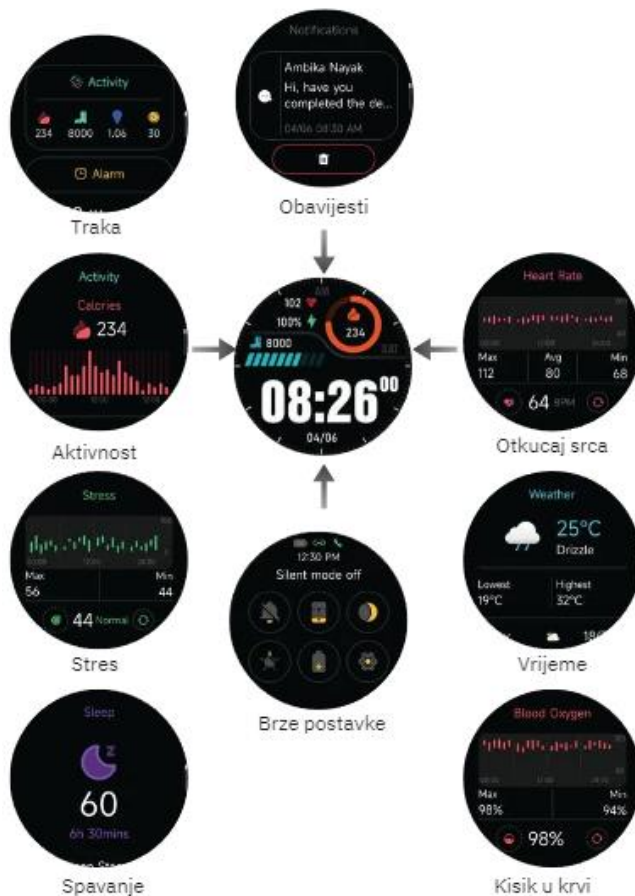 Activity
234 8000 1.06 30
Alarm
Traka
Notifications
Ambika Nayak
Hi, have you
completed the de...
04/06 08:30 AM
Obavijesti
Activity
Calories
234
Aktivnost
AM
102
100%
234
8000
08:26 00
04/06
Heart Rate
Max Avg Min
112 80 68
64 BPM
Otkucaj srca
Stress
Max Min
56 44
44 Normal
Stres
12:30 PM
Silent mode off
Brze postavke
Weather
25°C
Drizzle
Lowest Highest
19°C 32°C
Vrijeme
Sleep
z
60
6h 30mins
Spavanje
Blood Oxygen
Max Min
98% 94%
98%
Kisik u krvi